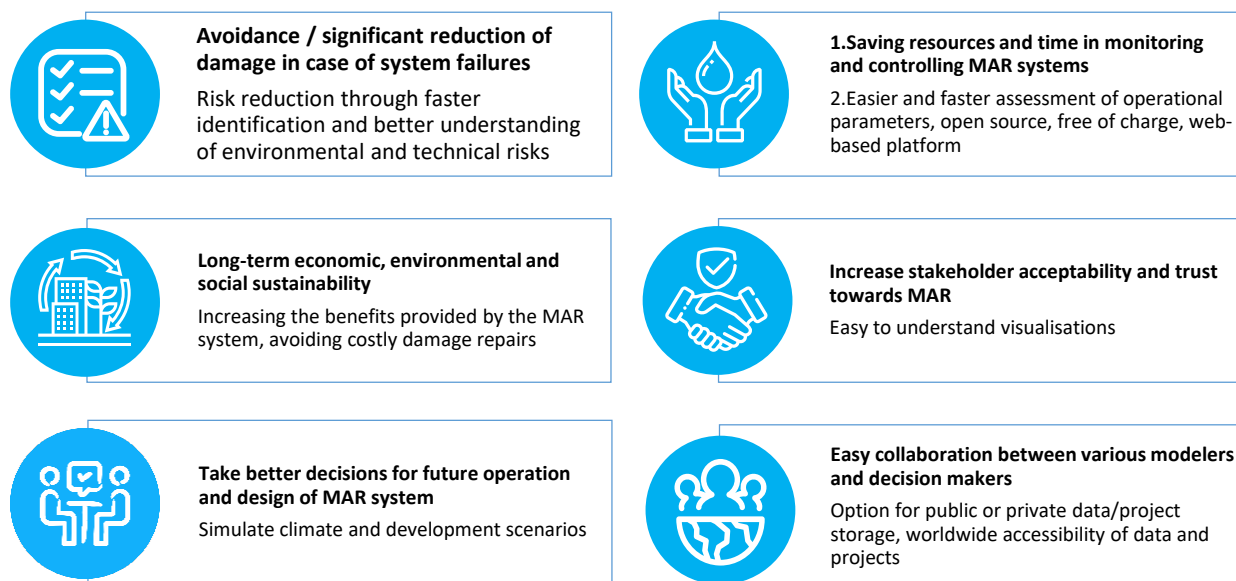 Avoidance / significant reduction of
damage in case of system failures
Risk reduction through faster
identification and better understanding
of environmental and technical risks
1.Saving resources and time in monitoring
and controlling MAR systems
2.Easier and faster assessment of operational
parameters, open source, free of charge, web-
based platform
Long-term economic, environmental and
social sustainability
Increasing the benefits provided by the MAR
system, avoiding costly damage repairs
Increase stakeholder acceptability and trust
towards MAR
Easy to understand visualisations
Take better decisions for future operation
and design of MAR system
Simulate climate and development scenarios
Easy collaboration between various modelers
and decision makers
Option for public or private data/project
storage, worldwide accessibility of data and
projects